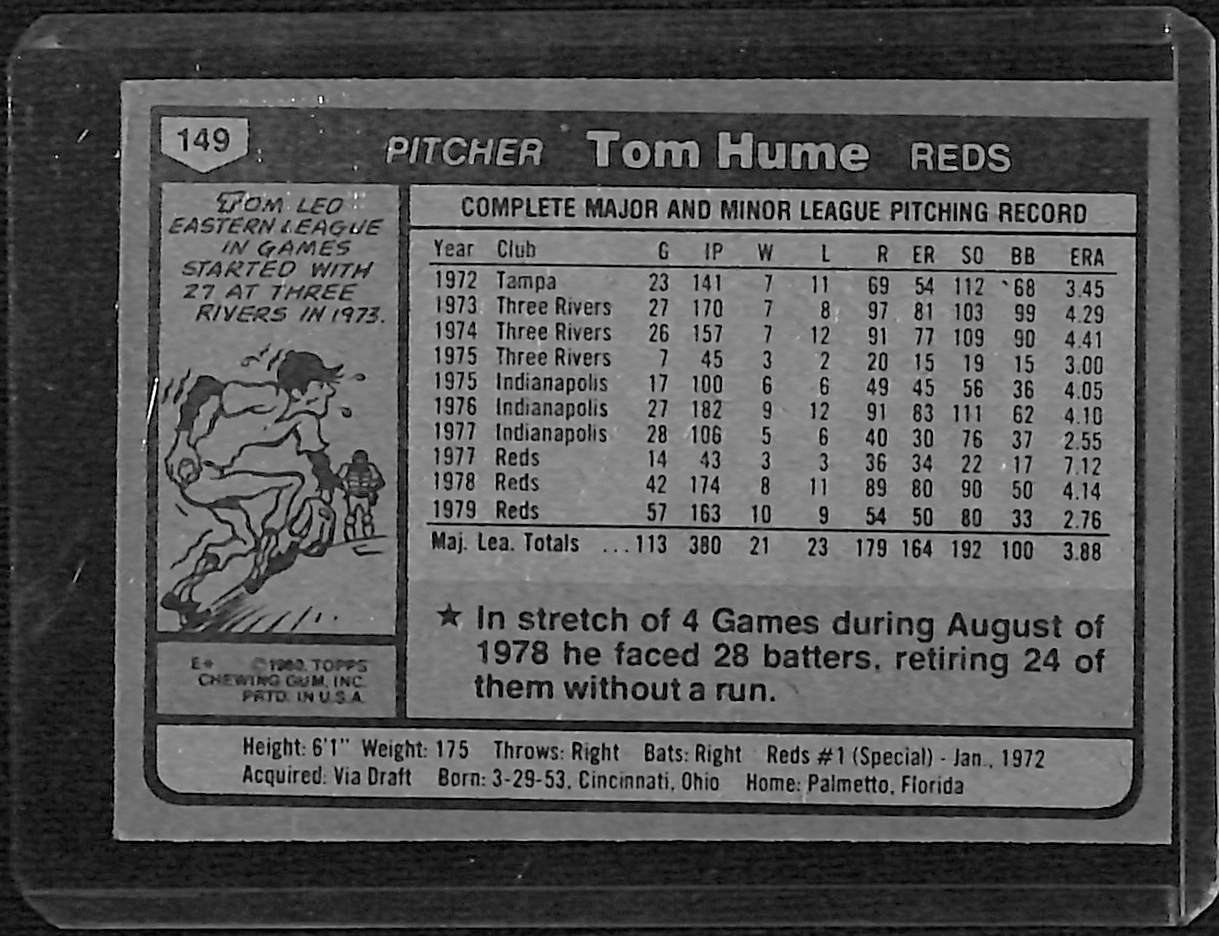 149
PITCHER Tom Hume REDS
TOM LED
EASTERN LEAGUE
IN GAMES
STARTED WITH
27 AT THREE
RIVERS IN 1973.
COMPLETE MAJOR AND MINOR LEAGUE PITCHING RECORD
Year Club G IP W L R ER SO BB ERA
1972 Tampa 23 141 7 11 69 54 112 68 3.45
1973 Three Rivers 27 170 7 8 97 81 103 99 4.29
1974 Three Rivers 26 157 7 12 91 77 109 90 4.41
1975 Three Rivers 7 45 3 2 20 15 19 15 3.00
1975 Indianapolis 17 100 6 6 49 45 56 36 4.05
1976 Indianapolis 27 182 9 12 91 83 111 62 4.10
1977 Indianapolis 28 106 5 6 40 30 76 37 2.55
1977 Reds 14 43 3 3 36 34 22 17 7.12
1978 Reds 42 174 8 11 89 80 90 50 4.14
1979 Reds 57 163 10 9 54 50 80 33 2.76
Maj. Lea. Totals ...113 380 21 23 179 164 192 100 3.88
★ In stretch of 4 Games during August of
1978 he faced 28 batters, retiring 24 of
them without a run.
E* ©1980 TOPPS
CHEWING GUM, INC.
PRTD. IN U.S.A.
Height: 6'1" Weight: 175 Throws: Right Bats: Right Reds #1 (Special) - Jan., 1972
Acquired: Via Draft Born: 3-29-53, Cincinnati, Ohio Home: Palmetto, Florida